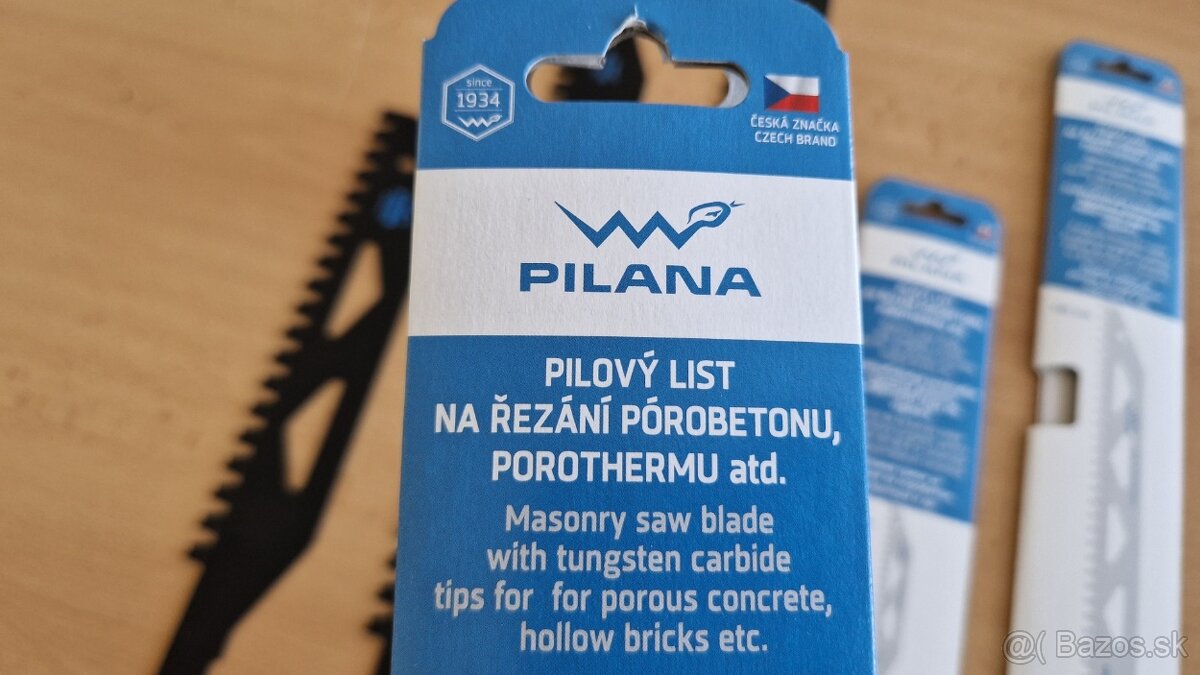 since
1934
ČESKÁ ZNAČKA
CZECH BRAND
PILANA
PILOVÝ LIST
NA ŘEZÁNÍ PÓROBETONU,
POROTHERMU atd.
Masonry saw blade
with tungsten carbide
tips for for porous concrete,
hollow bricks etc.
PILANA
@( Bazos.sk